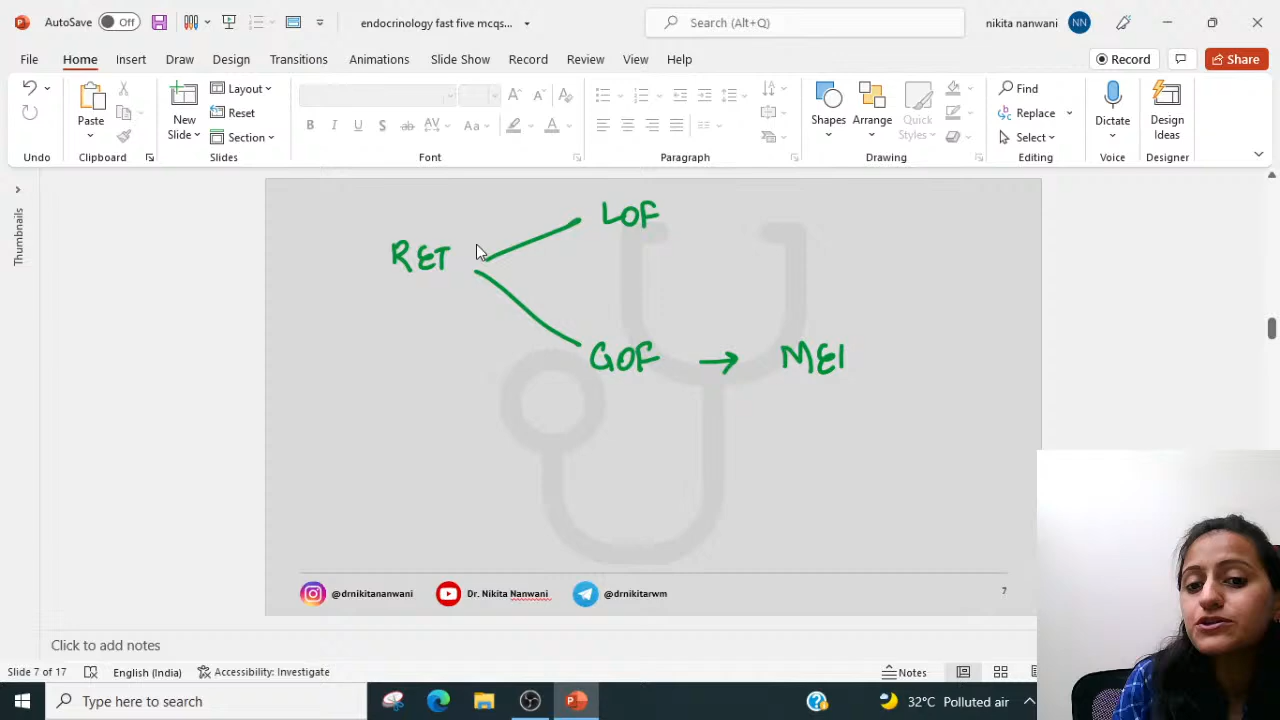 AutoSave Off
endocrinology fast five mcqs...
Search (Alt+Q)
nikita nanwani NN
File Home Insert Draw Design Transitions Animations Slide Show Record Review View Help
Record
Share
Paste
New Slide
Layout
Reset
Section
B I U S ab AV Aa A
Shapes Arrange Quick Styles
Find
Replace
Select
Dictate
Design Ideas
Undo Clipboard Slides Font Paragraph Drawing Editing Voice Designer
Thumbnails
LOF
RET
GOF → MEI
@drnikitananwani Dr. Nikita Nanwani @drnikitarwm 7
Click to add notes
Slide 7 of 17 English (India) Accessibility: Investigate Notes
Type here to search
32°C Polluted air